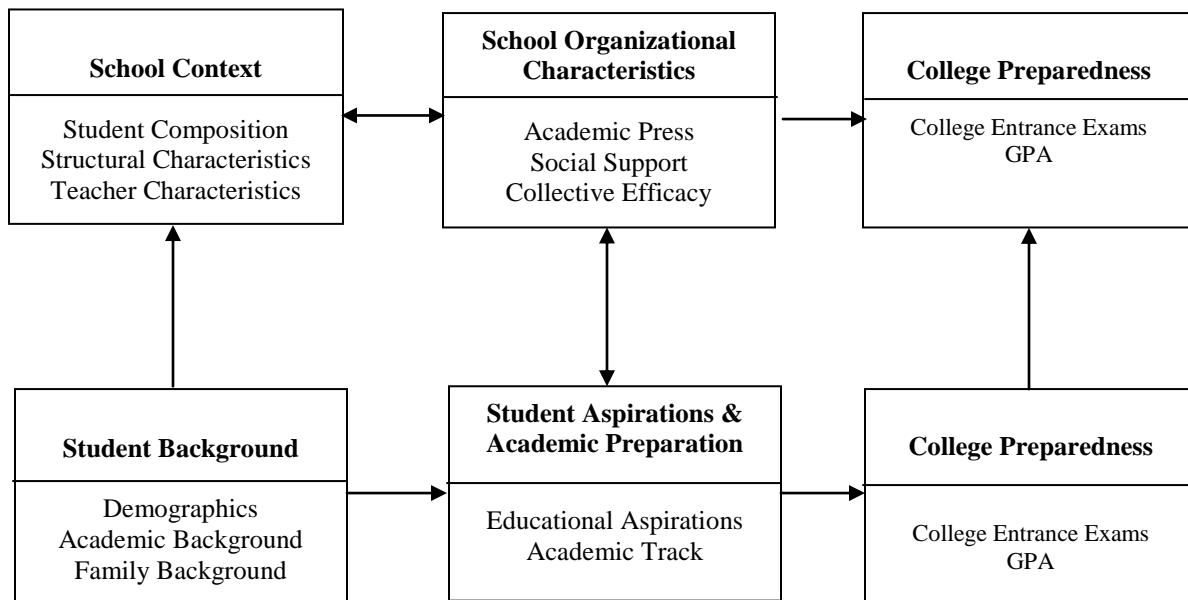 School Context
Student Composition
Structural Characteristics
Teacher Characteristics
School Organizational
Characteristics
Academic Press
Social Support
Collective Efficacy
College Preparedness
College Entrance Exams
GPA
Student Background
Demographics
Academic Background
Family Background
Student Aspirations &
Academic Preparation
Educational Aspirations
Academic Track
College Preparedness
College Entrance Exams
GPA